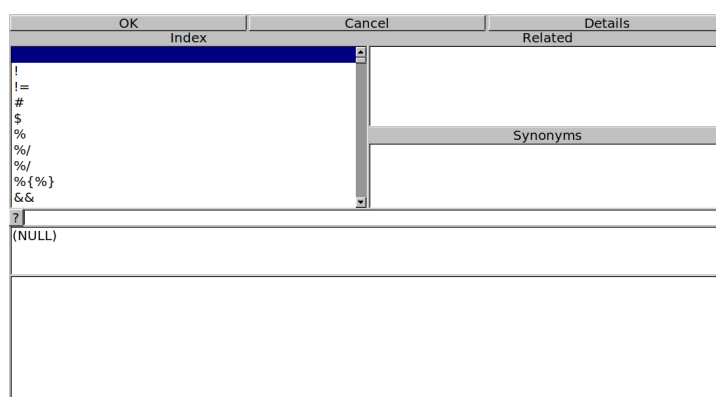 OK Cancel Details
Index Related
!
!=
#
$
%
%/
%/
%{%}
&&
Synonyms
?
(NULL)